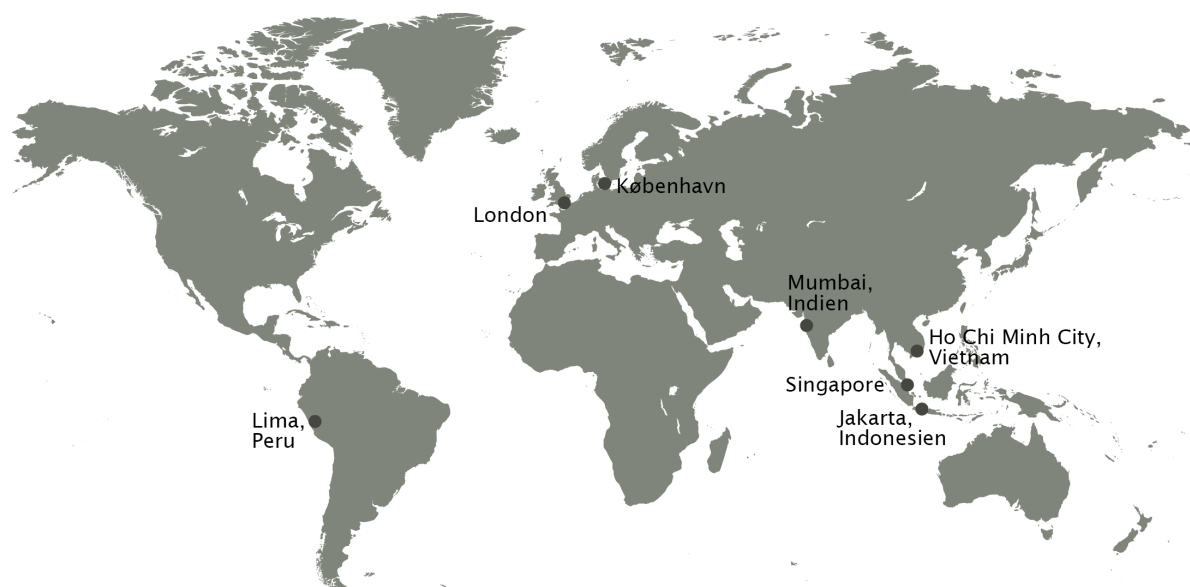 København
London
Mumbai,
Indien
Ho Chi Minh City,
Vietnam
Singapore
Jakarta,
Indonesien
Lima,
Peru